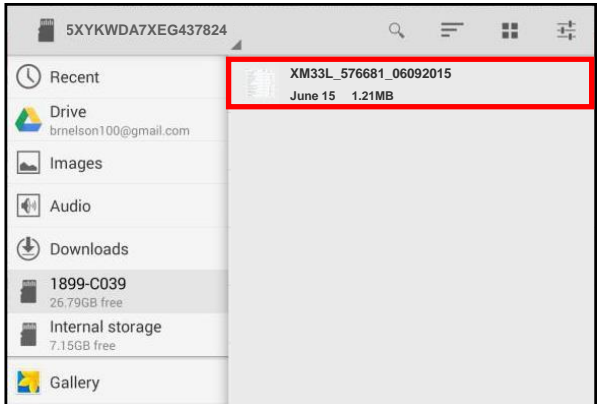 5XYKWDA7XEG437824
Recent
Drive
brnelson100@gmail.com
Images
Audio
Downloads
1899-C039
26.79GB free
Internal storage
7.15GB free
Gallery
XM33L_576681_06092015
June 15 1.21MB